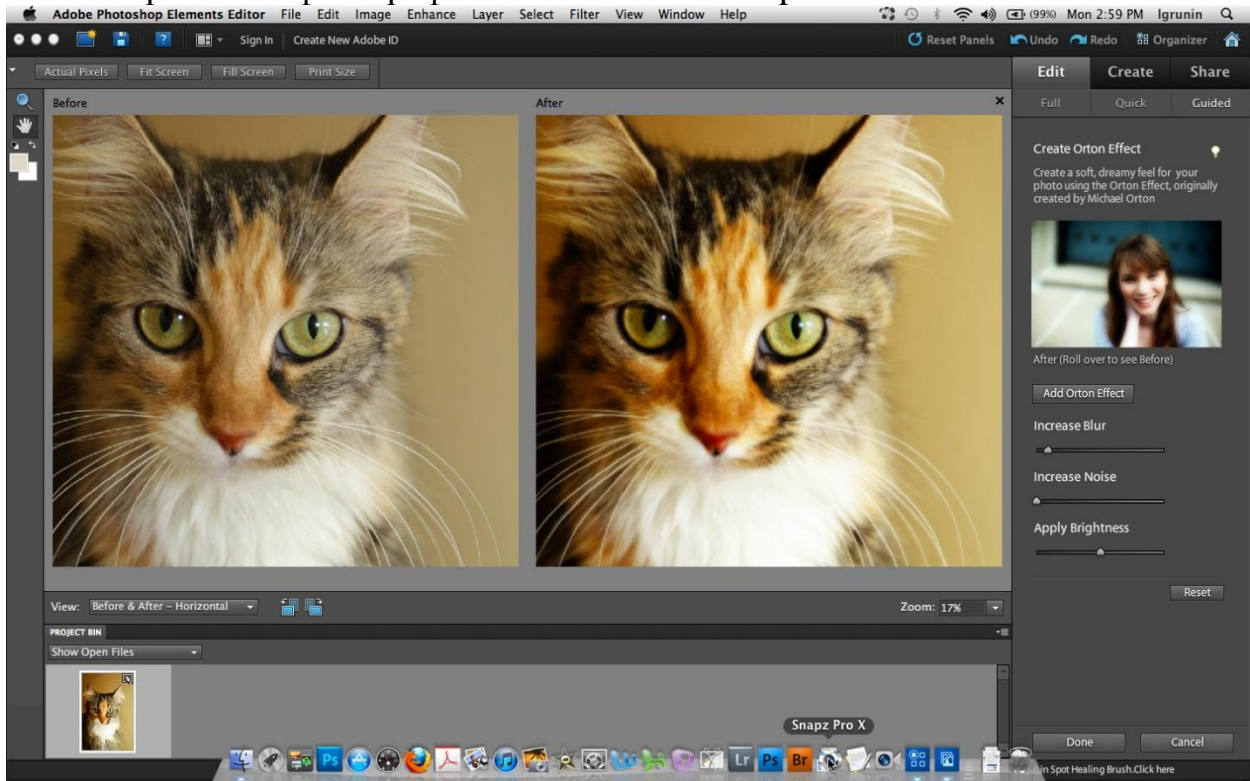 Adobe Photoshop Elements Editor File Edit Image Enhance Layer Select Filter View Window Help (99%) Mon 2:59 PM lgrunin
Sign In Create New Adobe ID Reset Panels Undo Redo Organizer
Actual Pixels Fit Screen Fill Screen Print Size
Edit Create Share
Full Quick Guided
Before
After
Create Orton Effect
Create a soft, dreamy feel for your
photo using the Orton Effect, originally
created by Michael Orton
After (Roll over to see Before)
Add Orton Effect
Increase Blur
Increase Noise
Apply Brightness
Reset
View: Before & After – Horizontal Zoom: 17%
PROJECT BIN
Show Open Files
Snapz Pro X
Ps Lr Ps Br
Done Cancel
in Spot Healing Brush.Click here